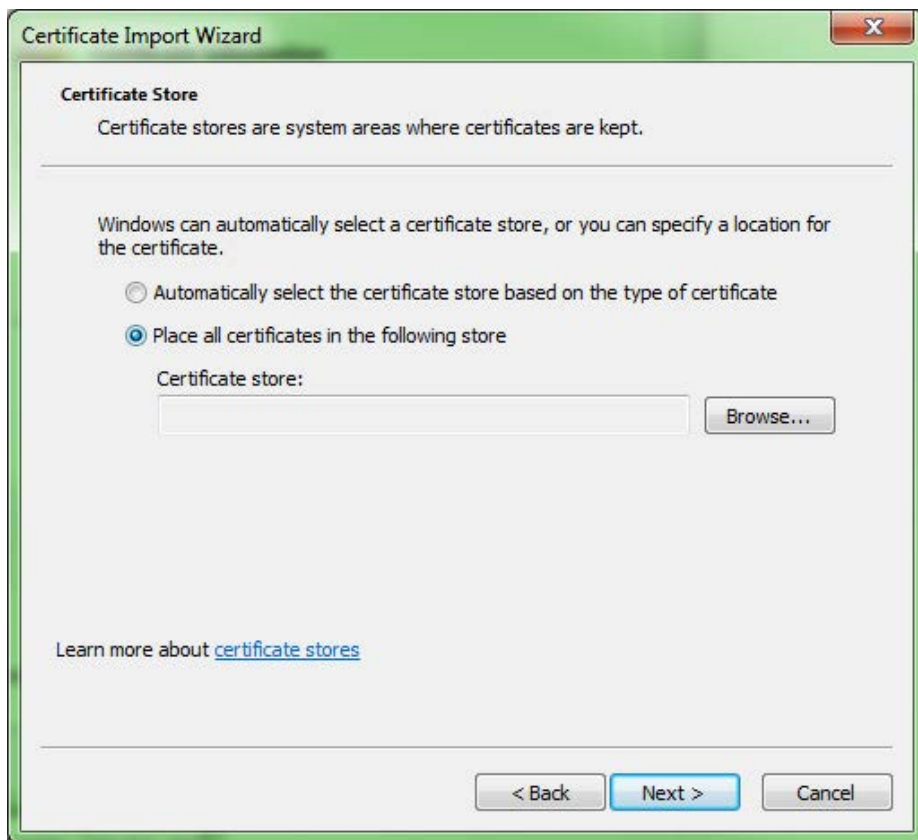 Certificate Import Wizard
Certificate Store
Certificate stores are system areas where certificates are kept.
Windows can automatically select a certificate store, or you can specify a location for
the certificate.
Automatically select the certificate store based on the type of certificate
Place all certificates in the following store
Certificate store:
Browse...
Learn more about certificate stores
< Back
Next >
Cancel